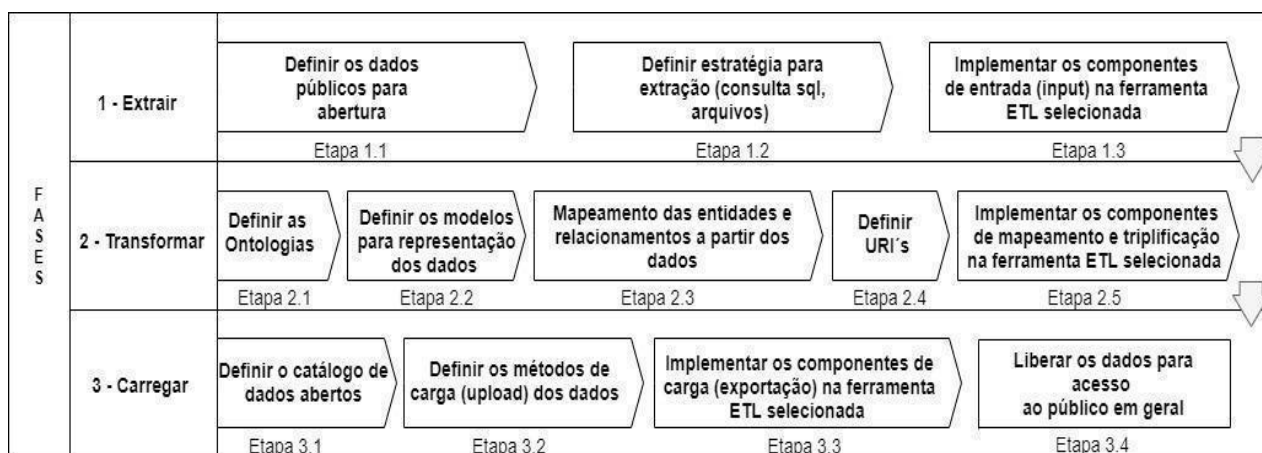 FASES
1 - Extrair
Definir os dados
públicos para
abertura
Etapa 1.1
Definir estratégia para
extração (consulta sql,
arquivos)
Etapa 1.2
Implementar os componentes
de entrada (input) na ferramenta
ETL selecionada
Etapa 1.3
2 - Transformar
Definir as
Ontologias
Etapa 2.1
Definir os modelos
para representação
dos dados
Etapa 2.2
Mapeamento das entidades e
relacionamentos a partir dos
dados
Etapa 2.3
Definir
URI´s
Etapa 2.4
Implementar os componentes
de mapeamento e triplificação
na ferramenta ETL selecionada
Etapa 2.5
3 - Carregar
Definir o catálogo de
dados abertos
Etapa 3.1
Definir os métodos de
carga (upload) dos dados
Etapa 3.2
Implementar os componentes de
carga (exportação) na ferramenta
ETL selecionada
Etapa 3.3
Liberar os dados para
acesso
ao público em geral
Etapa 3.4